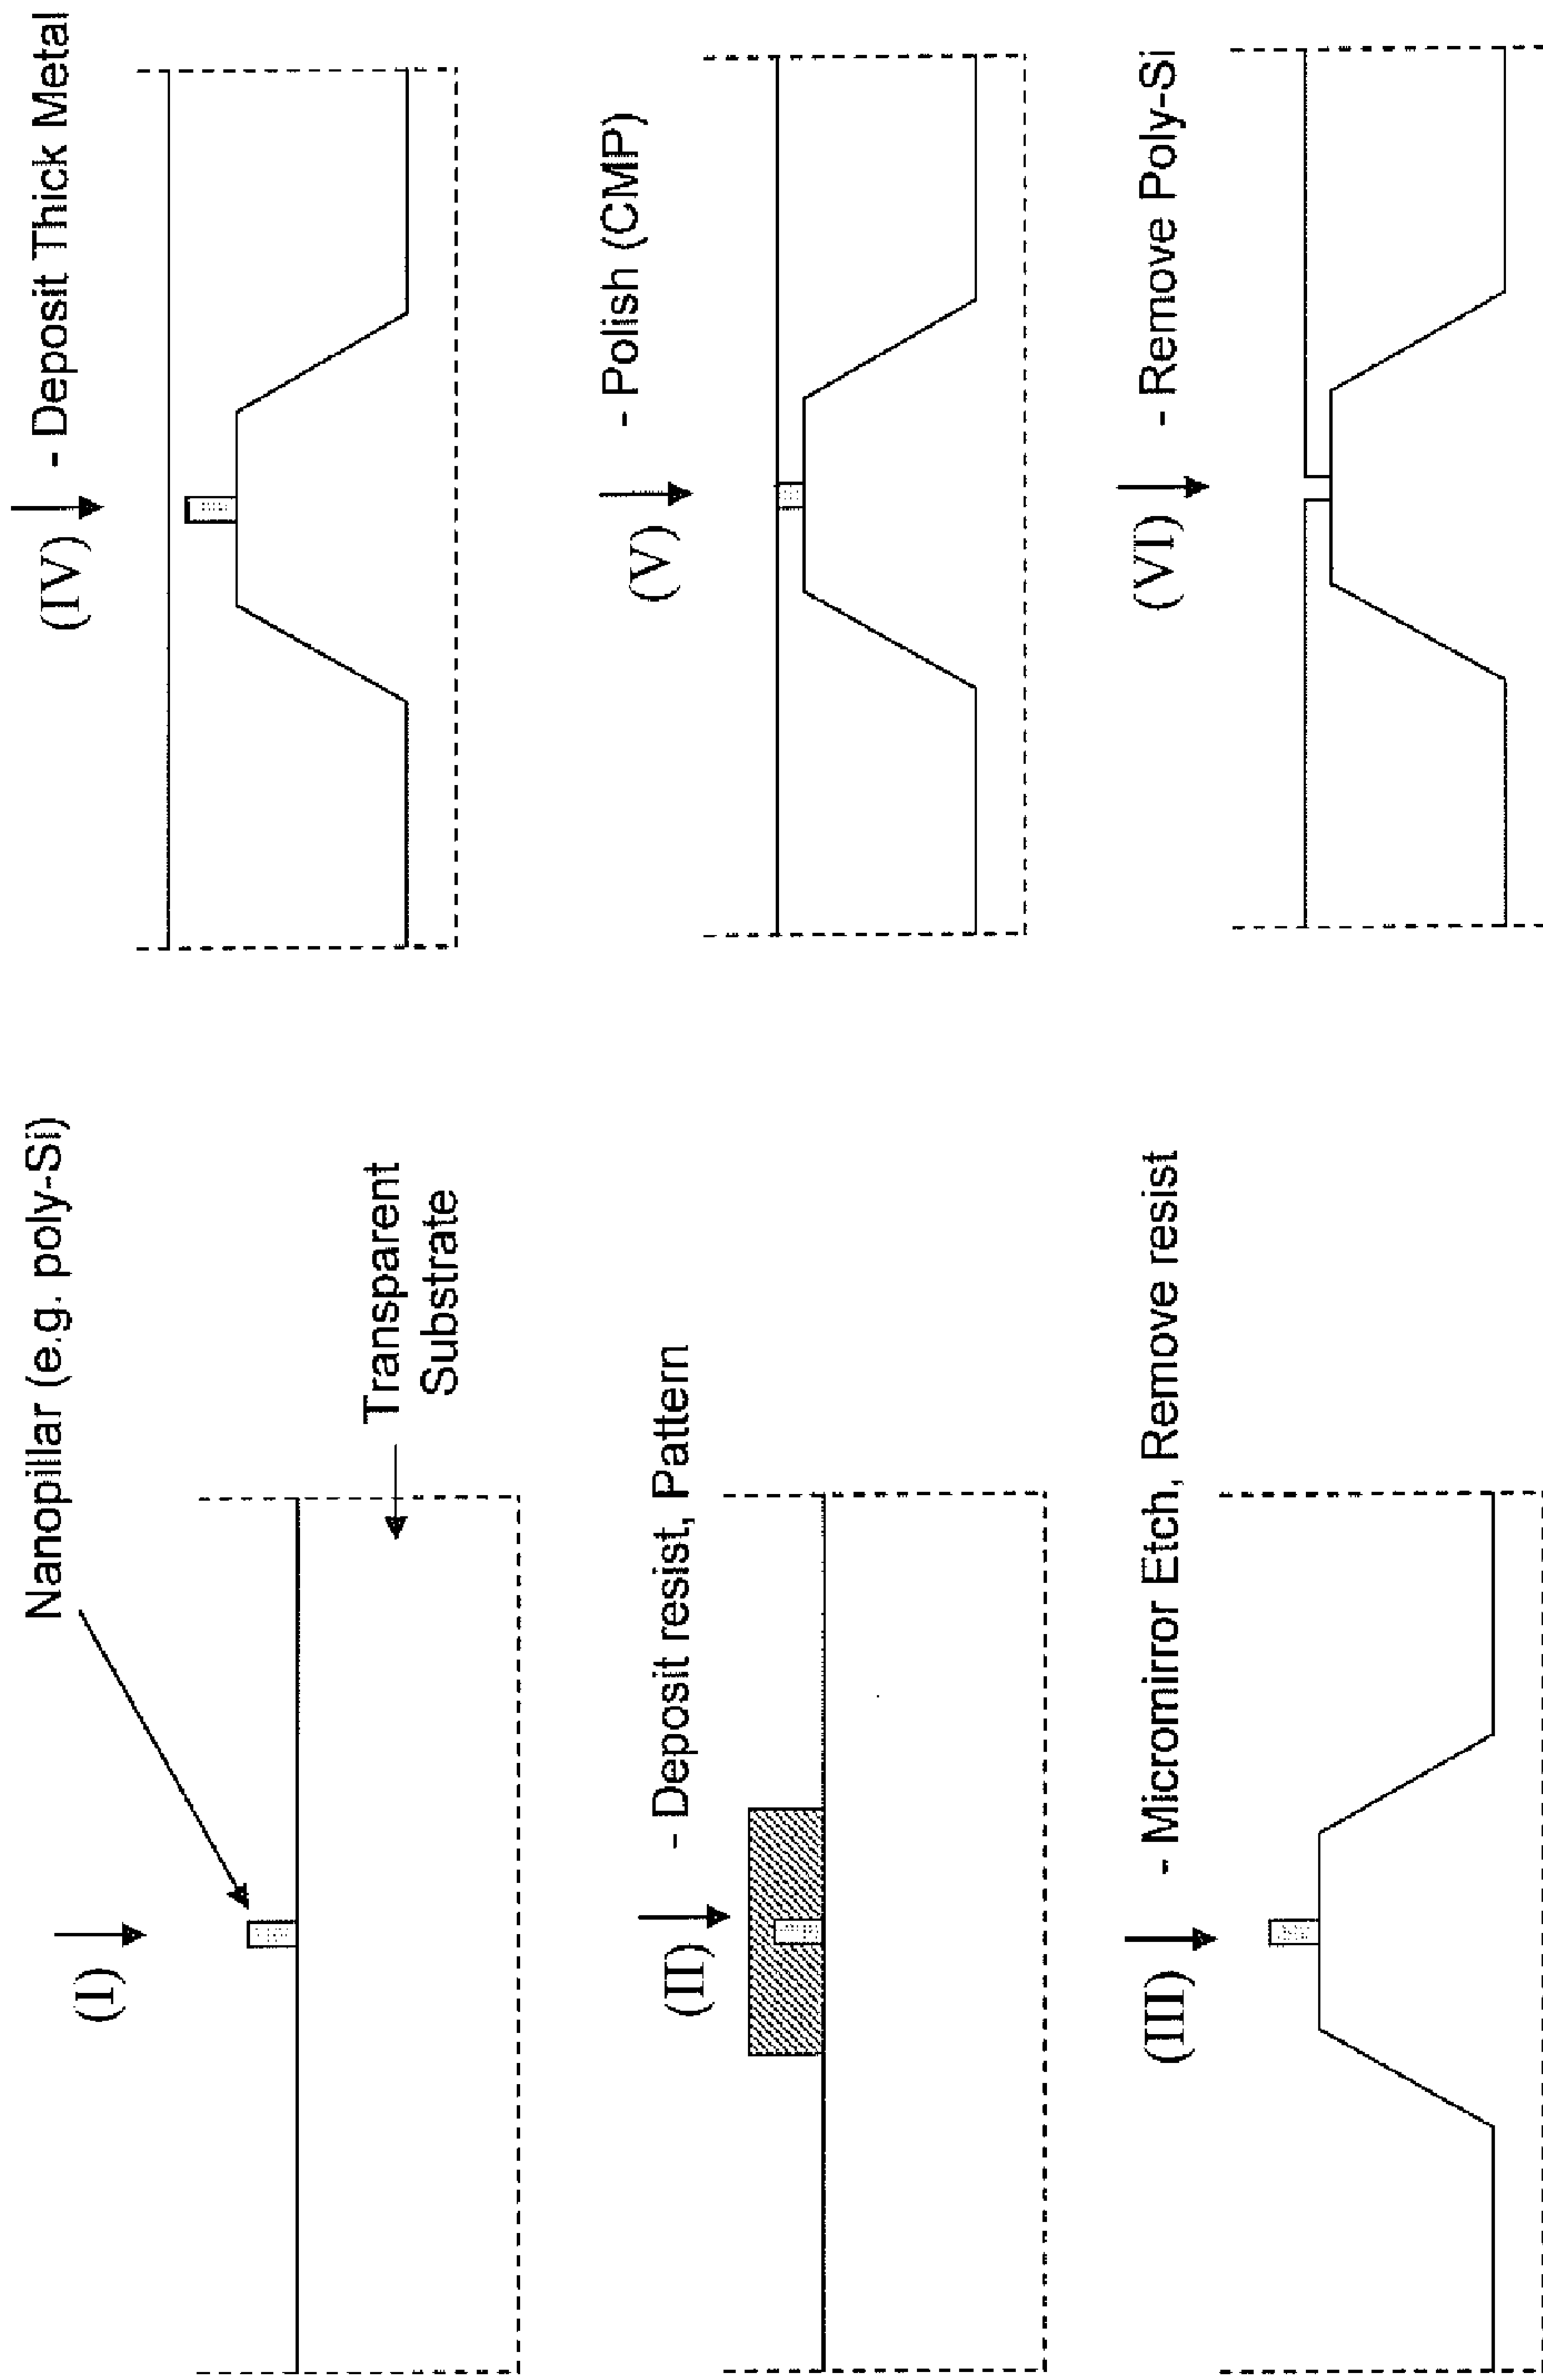 (I)
Nanopillar (e.g. poly-Si)
Transparent
Substrate
(II) - Deposit resist, Pattern
(III) - Micromirror Etch, Remove resist
(IV) - Deposit Thick Metal
(V) - Polish (CMP)
(VI) - Remove Poly-Si